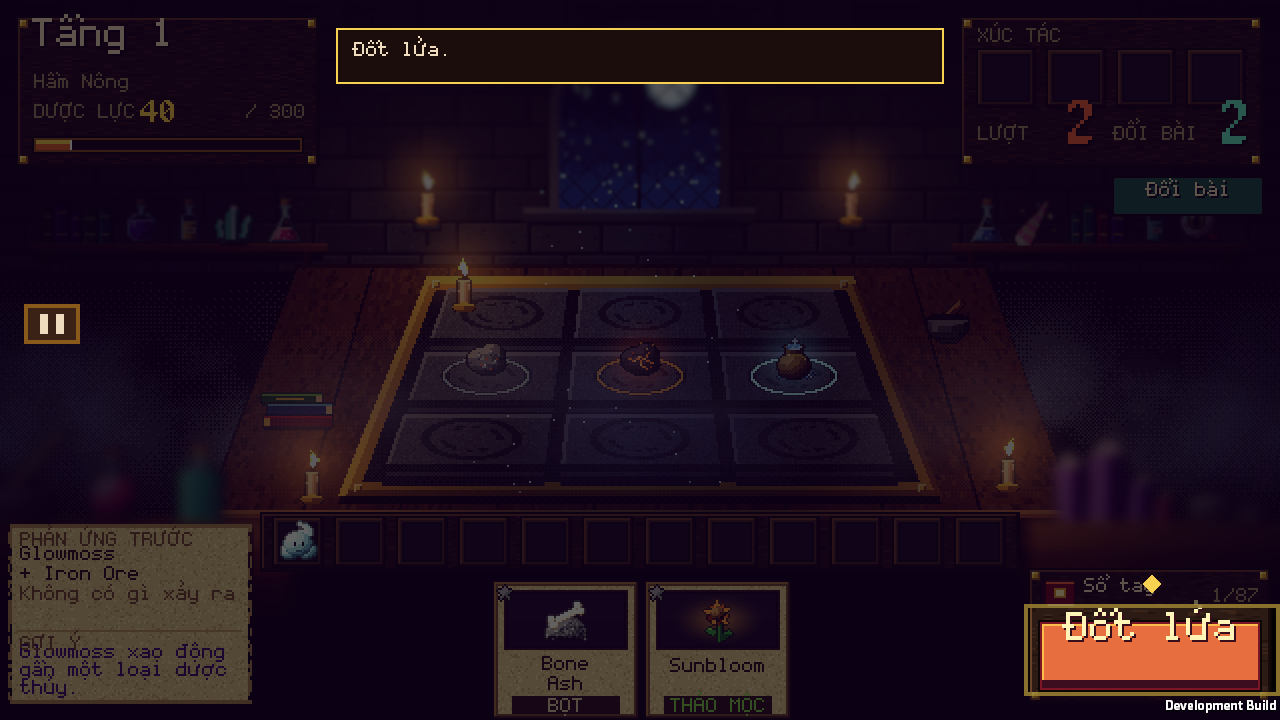 Tầng 1
Hầm Nông
DƯỢC LỰC 40 / 300
Đốt lửa.
XÚC TÁC
LƯỢT 2 ĐỔI BÀI 2
Đổi bài
PHẢN ỨNG TRƯỚC
Glowmoss
+ Iron Ore
Không có gì xảy ra
GỢI Ý
Glowmoss xao động
gần một loại dược
thủy.
Bone
Ash
BỘT
Sunbloom
THẢO MỘC
Sổ tay
1/87
Đốt lửa
Development Build